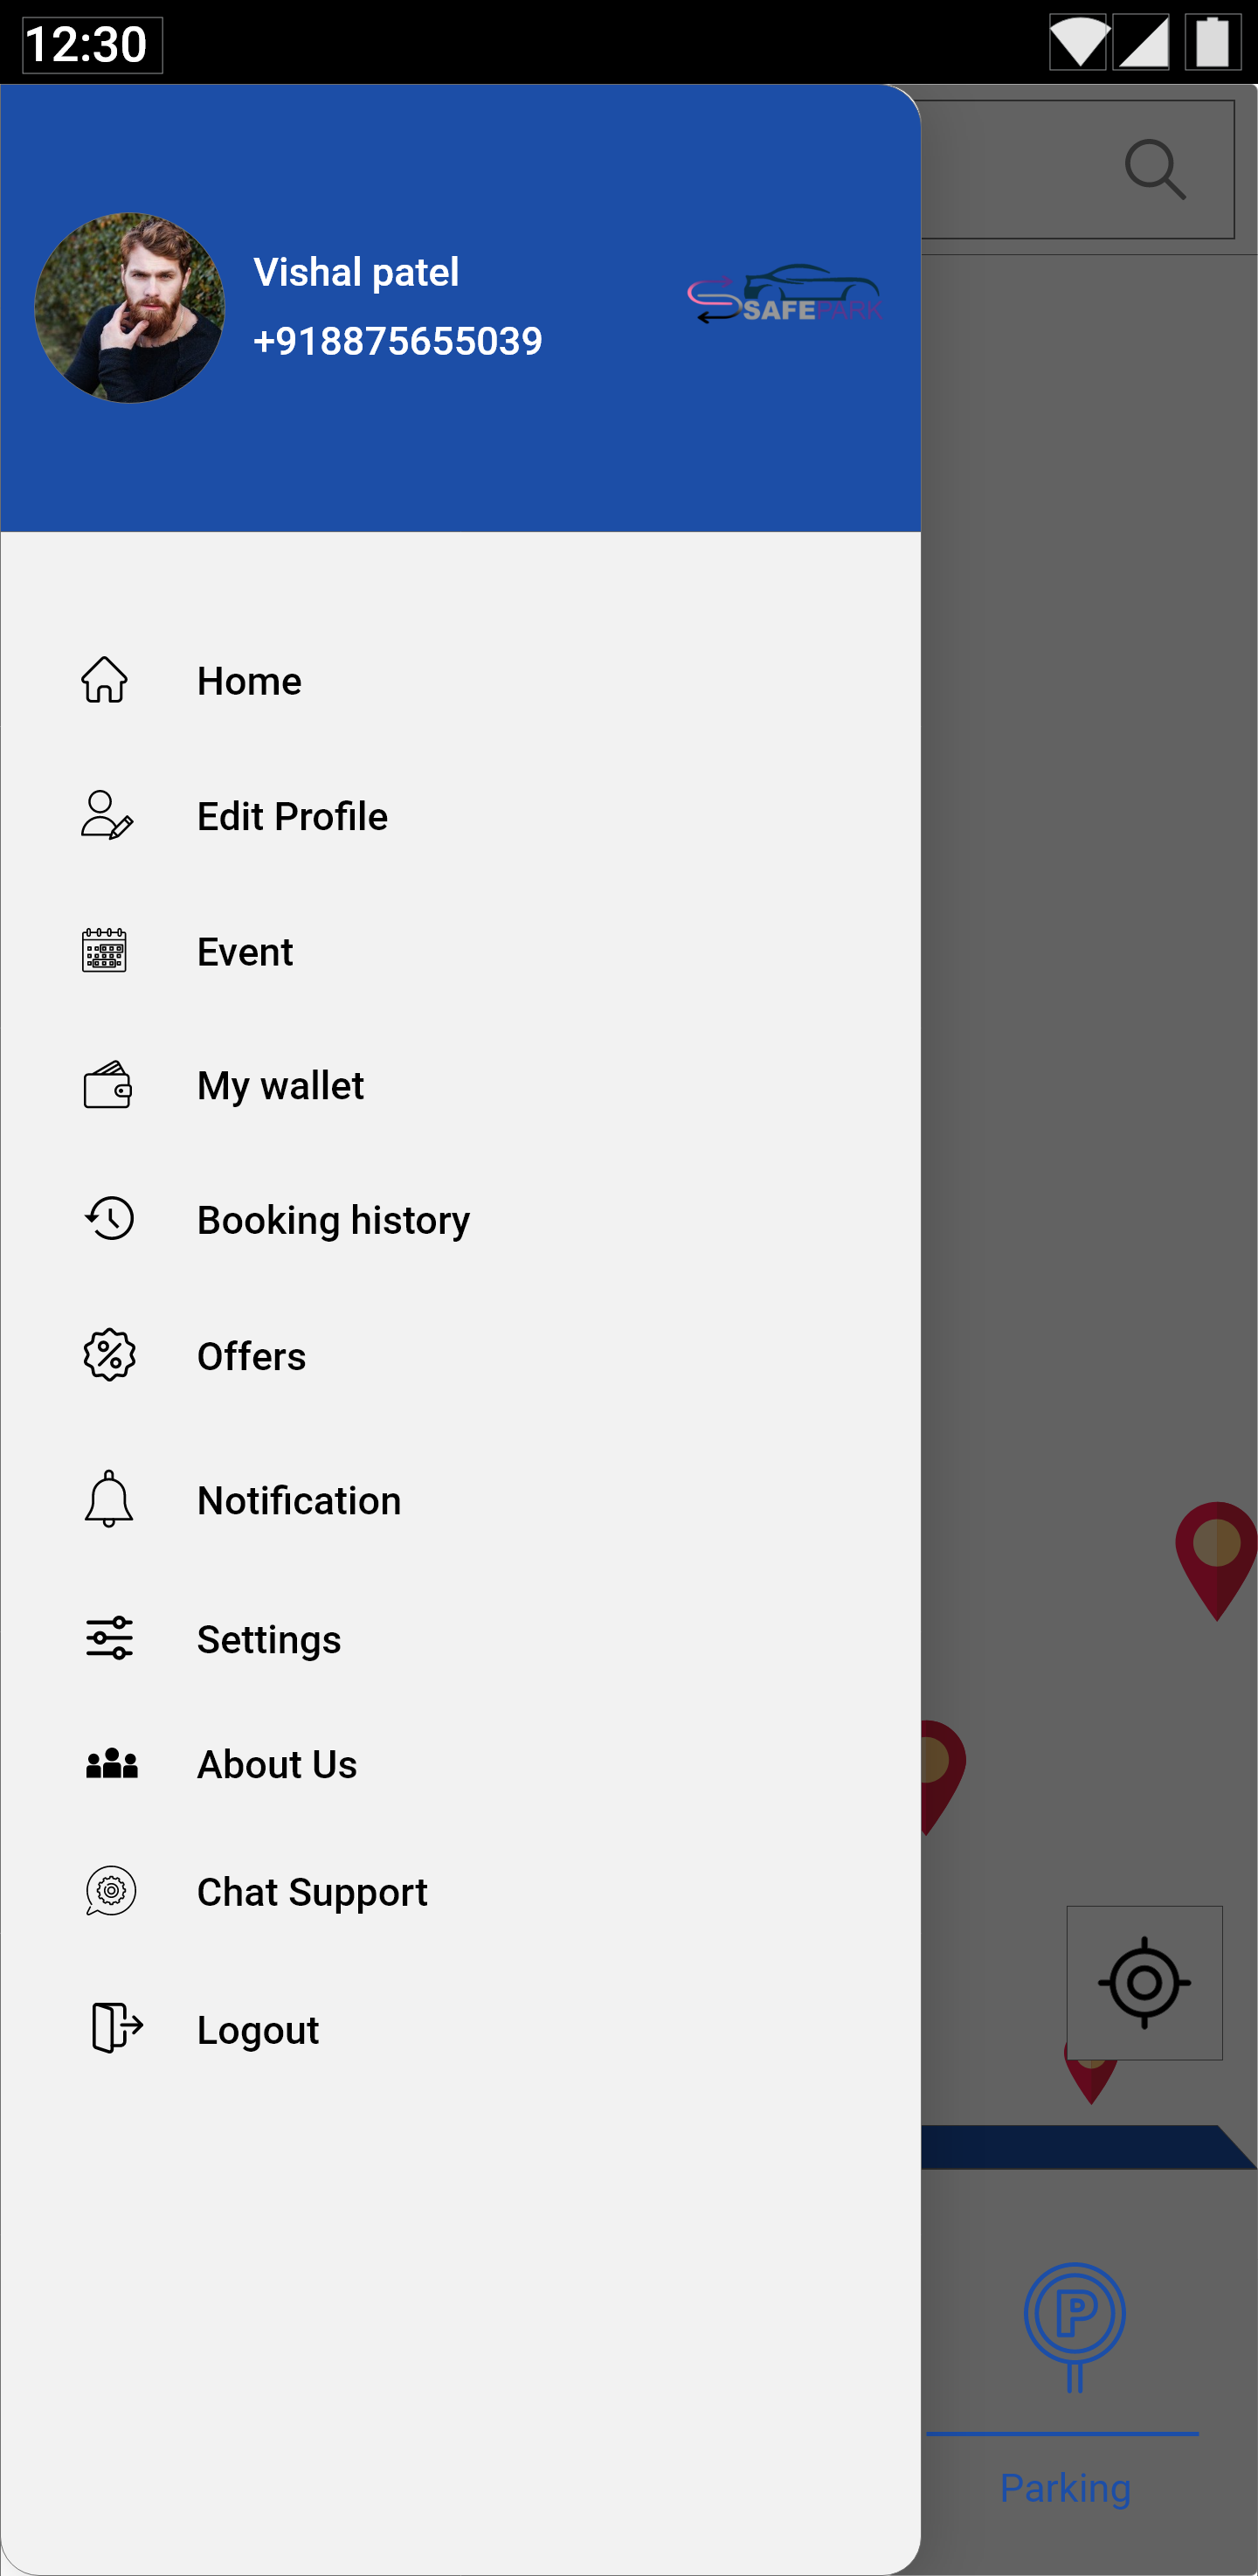 12:30
Vishal patel
+918875655039
SAFEPARK
Home
Edit Profile
Event
My wallet
Booking history
Offers
Notification
Settings
About Us
Chat Support
Logout
P
Parking